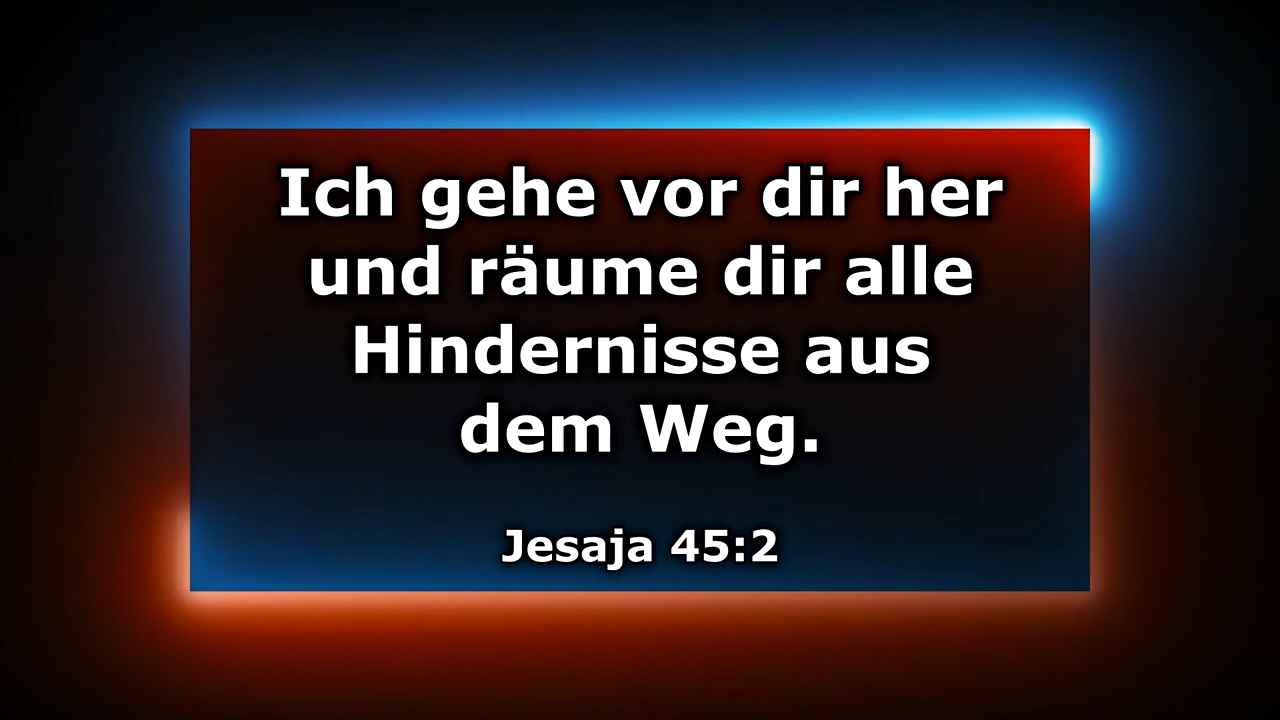 Ich gehe vor dir her
und räume dir alle
Hindernisse aus
dem Weg.
Jesaja 45:2